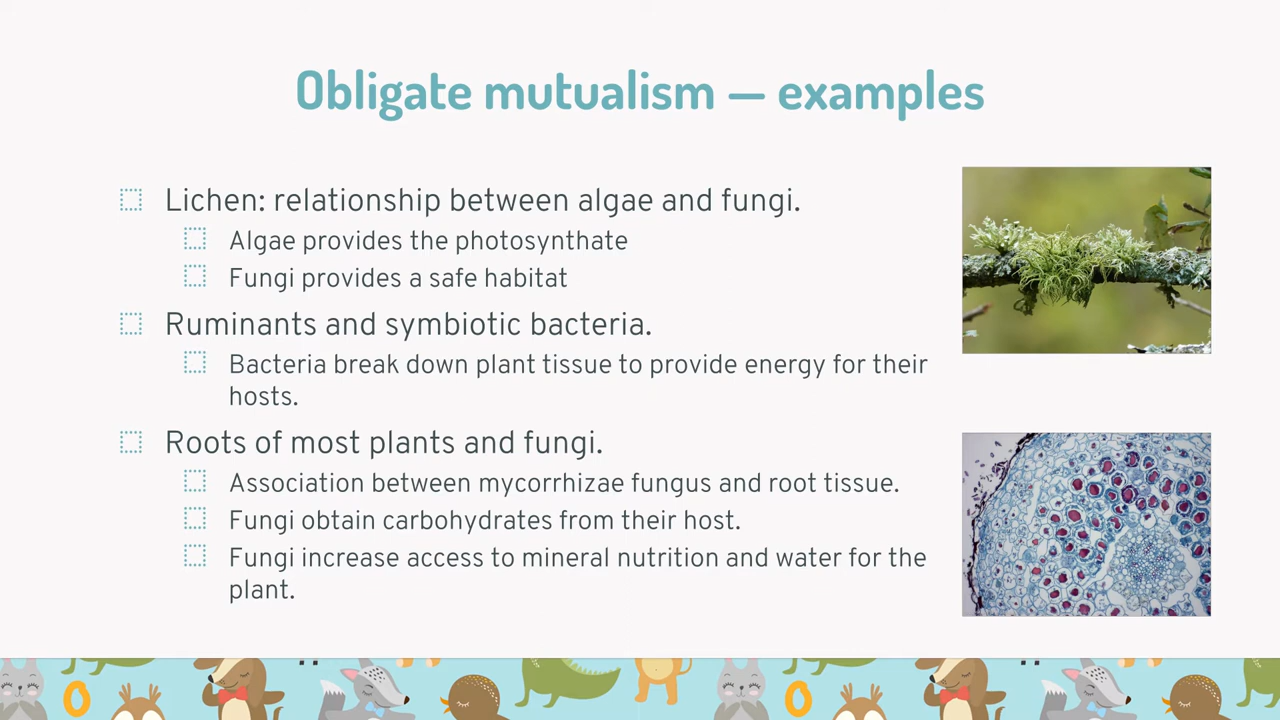 Obligate mutualism — examples
Lichen: relationship between algae and fungi.
Algae provides the photosynthate
Fungi provides a safe habitat
Ruminants and symbiotic bacteria.
Bacteria break down plant tissue to provide energy for their
hosts.
Roots of most plants and fungi.
Association between mycorrhizae fungus and root tissue.
Fungi obtain carbohydrates from their host.
Fungi increase access to mineral nutrition and water for the
plant.